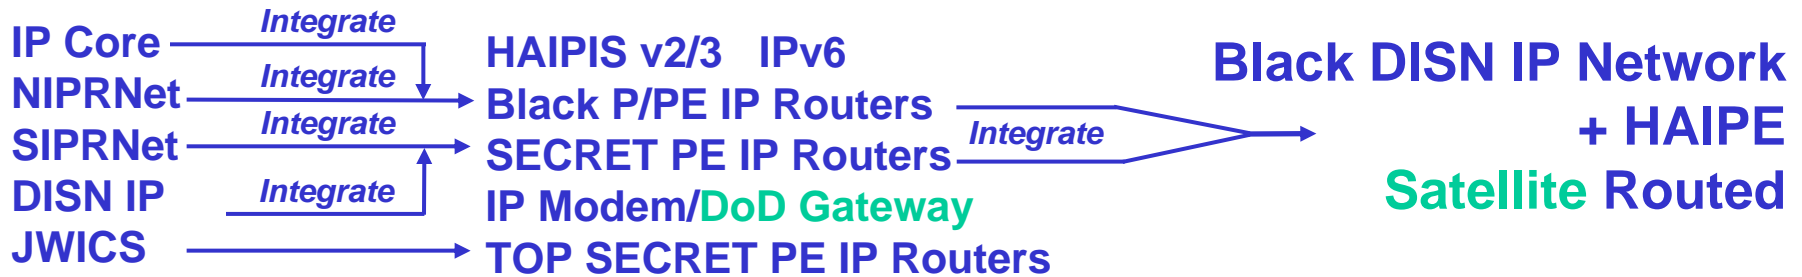 IP Core
NIPRNet
SIPRNet
DISN IP
JWICS
Integrate
Integrate
Integrate
Integrate
HAIPIS v2/3 IPv6
Black P/PE IP Routers
SECRET PE IP Routers
IP Modem/DoD Gateway
TOP SECRET PE IP Routers
Integrate
Black DISN IP Network
+ HAIPE
Satellite Routed